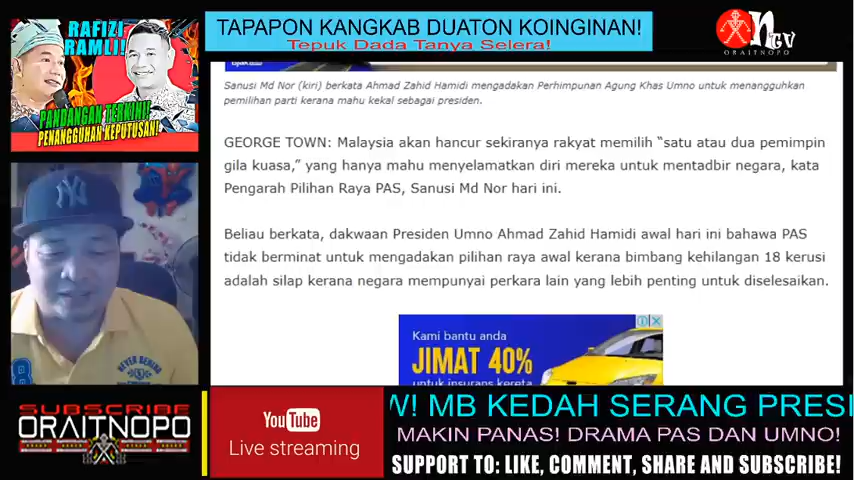 RAFIZI
RAMLI!
PANDANGAN TERKINI!
PENANGGUHAN KEPUTUSAN!
TAPAPON KANGKAB DUATON KOINGINAN!
Tepuk Dada Tanya Selera!
n TV
ORAITNOPO
Sanusi Md Nor (kiri) berkata Ahmad Zahid Hamidi mengadakan Perhimpunan Agung Khas Umno untuk menangguhkan
pemilihan parti kerana mahu kekal sebagai presiden.
GEORGE TOWN: Malaysia akan hancur sekiranya rakyat memilih “satu atau dua pemimpin
gila kuasa,” yang hanya mahu menyelamatkan diri mereka untuk mentadbir negara, kata
Pengarah Pilihan Raya PAS, Sanusi Md Nor hari ini.
Beliau berkata, dakwaan Presiden Umno Ahmad Zahid Hamidi awal hari ini bahawa PAS
tidak berminat untuk mengadakan pilihan raya awal kerana bimbang kehilangan 18 kerusi
adalah silap kerana negara mempunyai perkara lain yang lebih penting untuk diselesaikan.
Kami bantu anda
JIMAT 40%
untuk insurans kereta
SUBSCRIBE
ORAITNOPO
YouTube
Live streaming
W! MB KEDAH SERANG PRESI
MAKIN PANAS! DRAMA PAS DAN UMNO!
SUPPORT TO: LIKE, COMMENT, SHARE AND SUBSCRIBE!